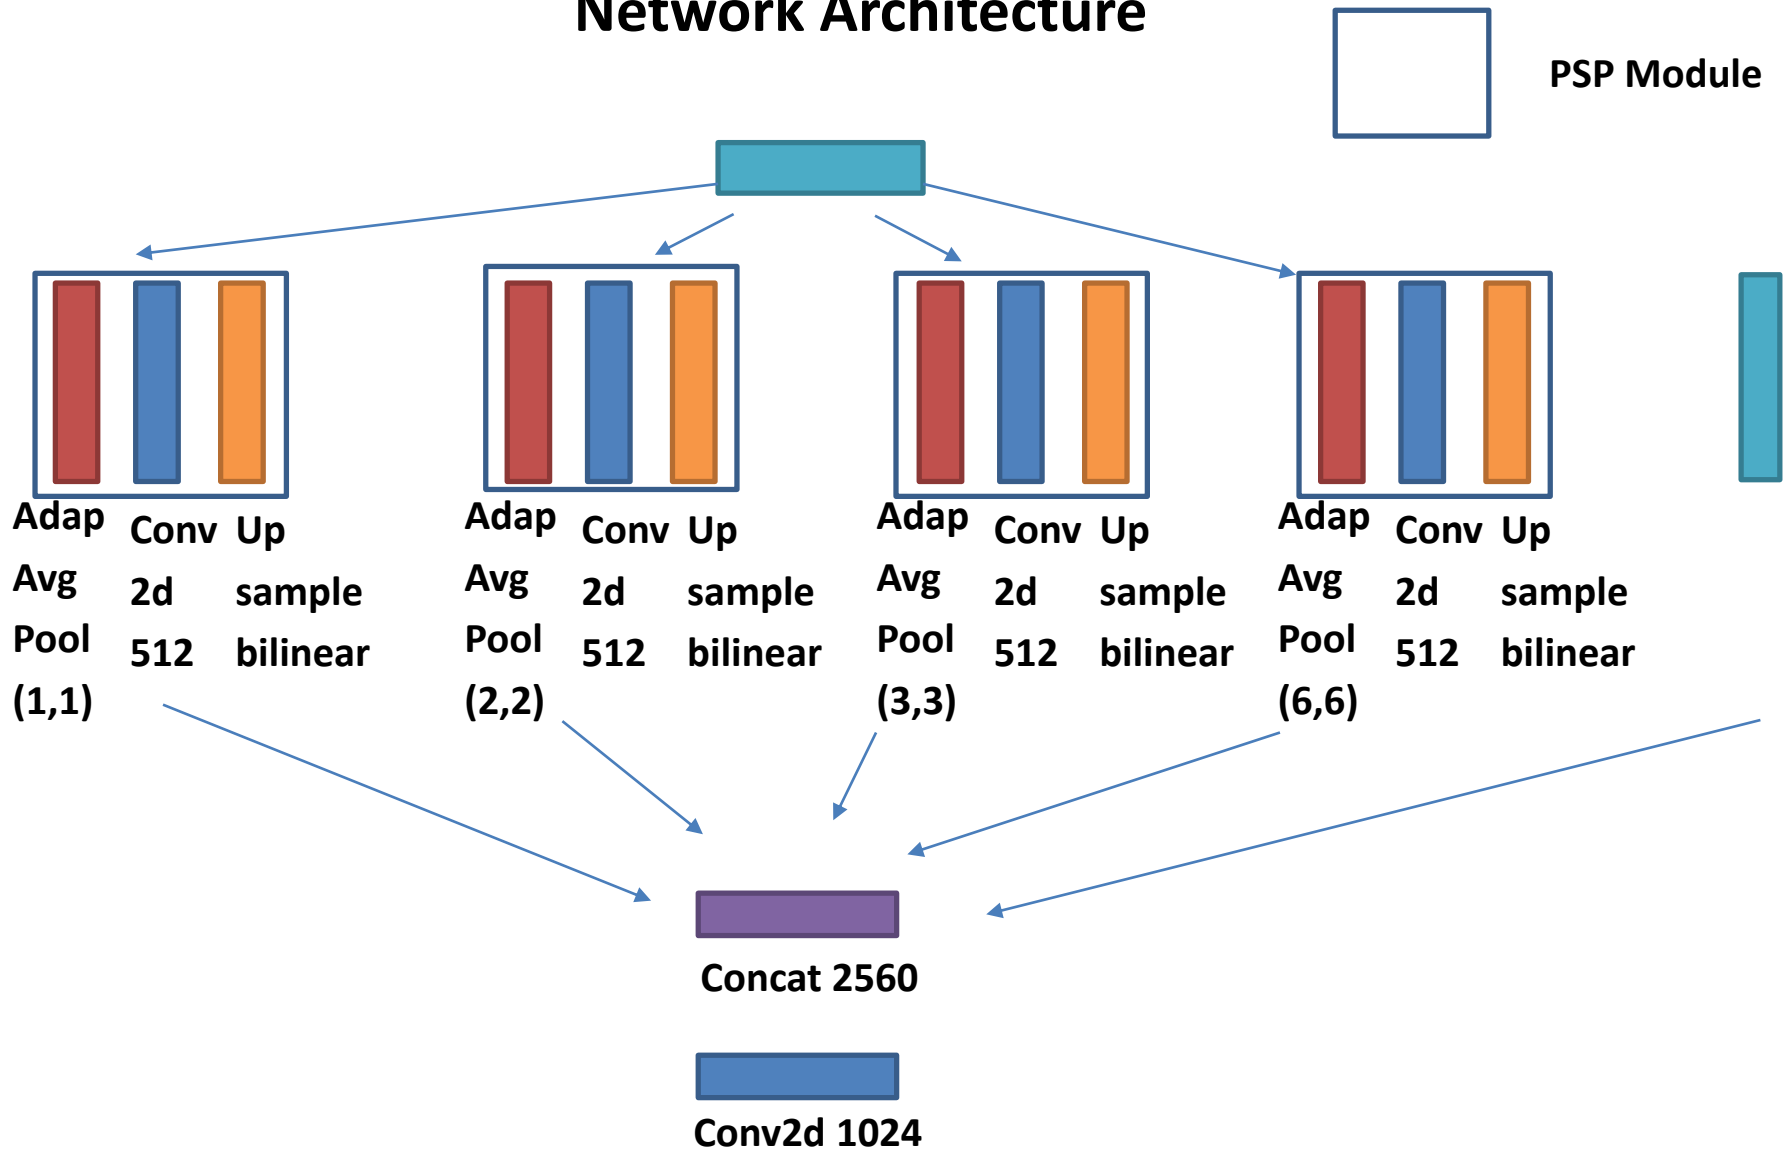 Network Architecture
PSP Module
Adap
Avg
Pool
(1,1)
Conv
2d
512
Up
sample
bilinear
Adap
Avg
Pool
(2,2)
Conv
2d
512
Up
sample
bilinear
Adap
Avg
Pool
(3,3)
Conv
2d
512
Up
sample
bilinear
Adap
Avg
Pool
(6,6)
Conv
2d
512
Up
sample
bilinear
Concat 2560
Conv2d 1024